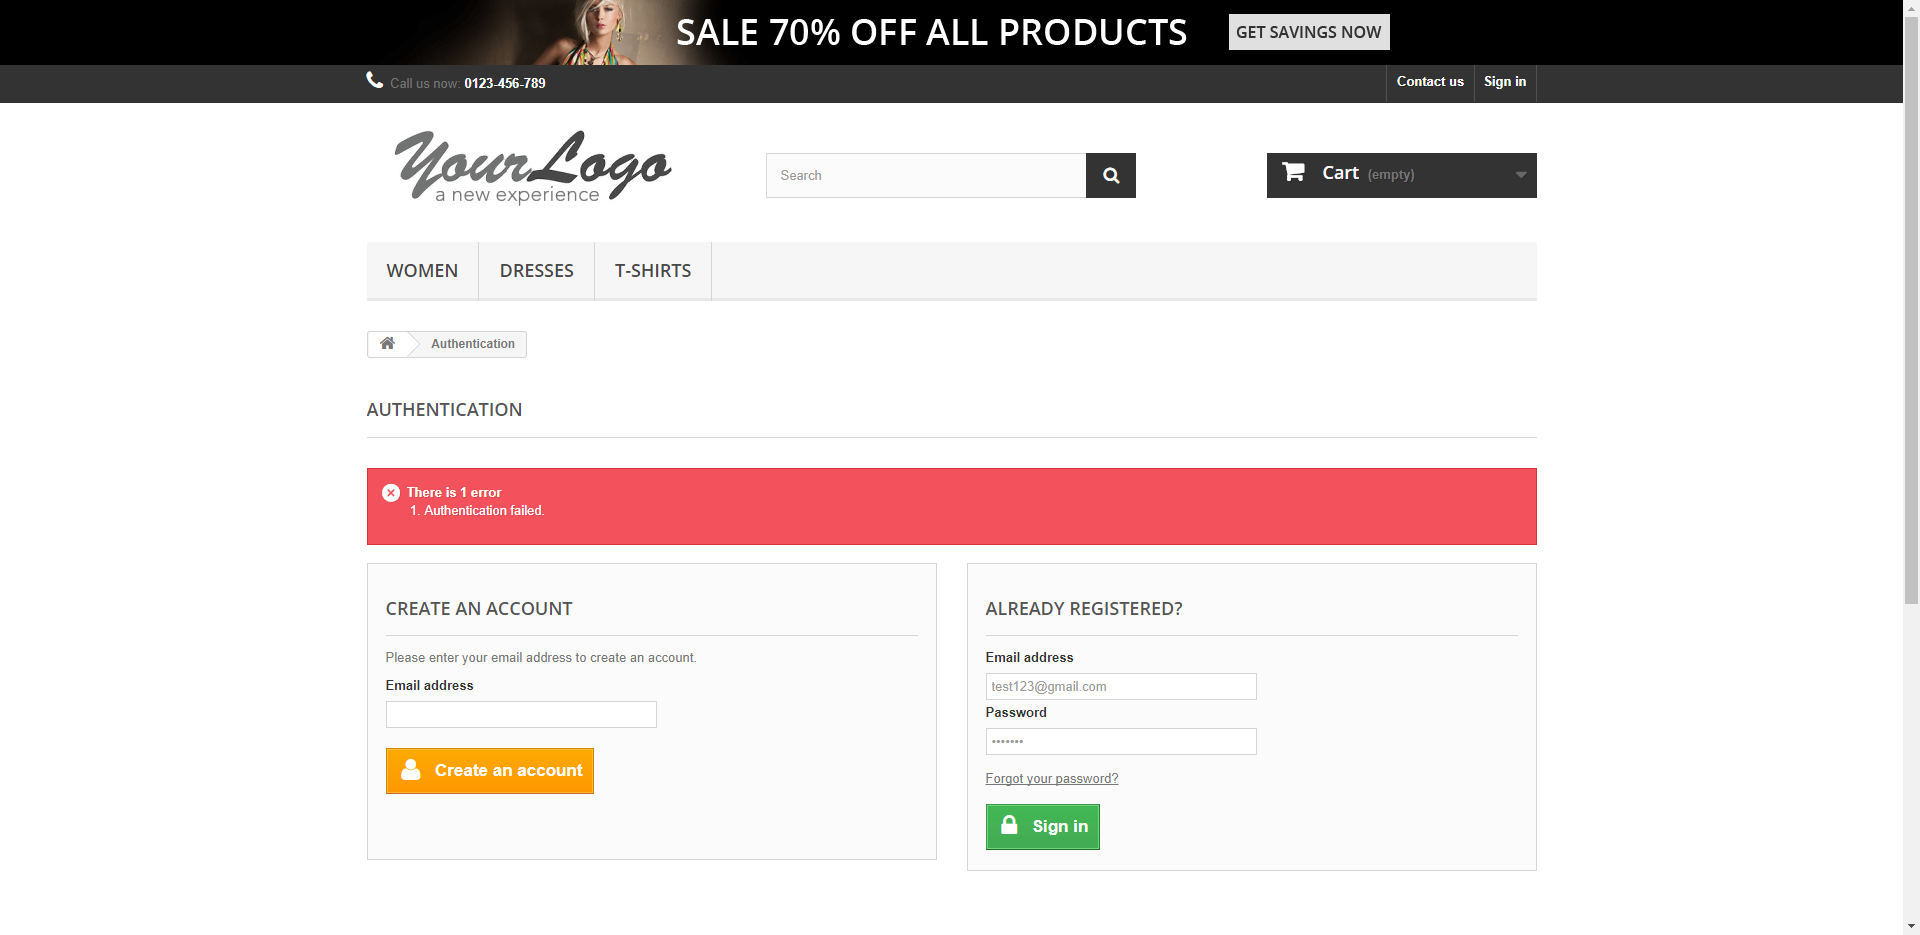 SALE 70% OFF ALL PRODUCTS GET SAVINGS NOW
Call us now: 0123-456-789 Contact us Sign in
YourLogo
a new experience
Search
Cart (empty)
WOMEN DRESSES T-SHIRTS
Authentication
AUTHENTICATION
There is 1 error
1. Authentication failed.
CREATE AN ACCOUNT
Please enter your email address to create an account.
Email address
Create an account
ALREADY REGISTERED?
Email address
test123@gmail.com
Password
•••••••
Forgot your password?
Sign in